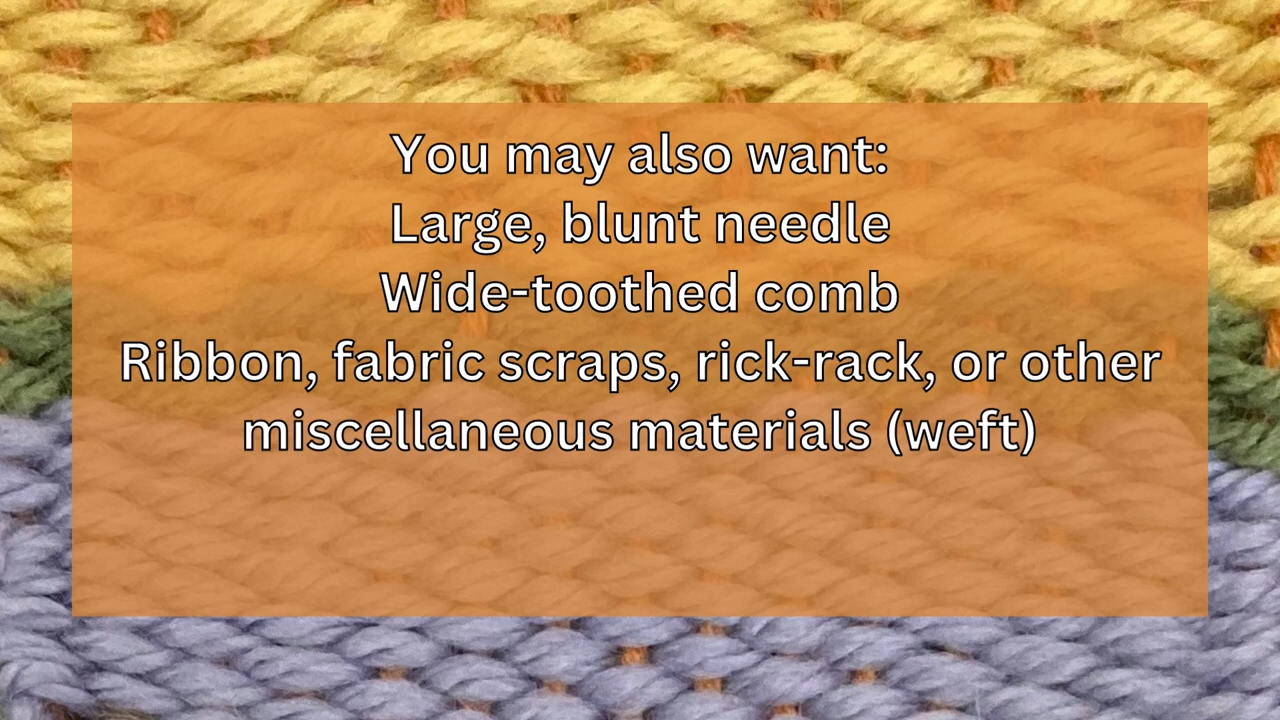 You may also want:
Large, blunt needle
Wide-toothed comb
Ribbon, fabric scraps, rick-rack, or other
miscellaneous materials (weft)